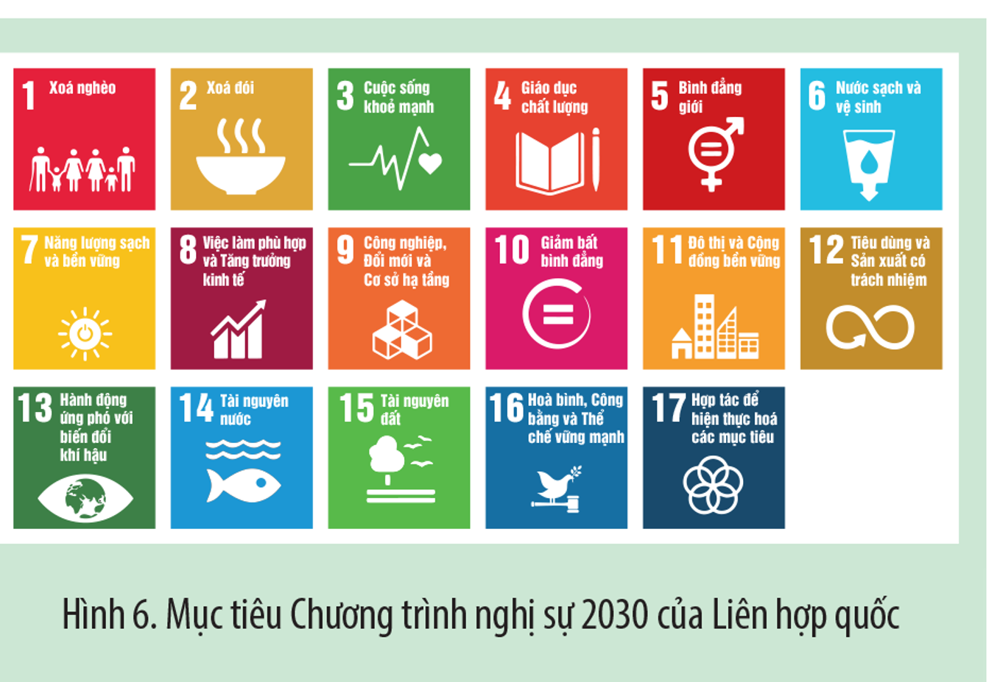 1 Xoá nghèo
2 Xoá đói
3 Cuộc sống
khoẻ mạnh
4 Giáo dục
chất lượng
5 Bình đẳng
giới
6 Nước sạch và
vệ sinh
7 Năng lượng sạch
và bền vững
8 Việc làm phù hợp
và Tăng trưởng
kinh tế
9 Công nghiệp,
Đổi mới và
Cơ sở hạ tầng
10 Giảm bất
bình đẳng
11 Đô thị và Cộng
đồng bền vững
12 Tiêu dùng và
Sản xuất có
trách nhiệm
13 Hành động
ứng phó với
biến đổi
khí hậu
14 Tài nguyên
nước
15 Tài nguyên
đất
16 Hoà bình, Công
bằng và Thể
chế vững mạnh
17 Hợp tác để
hiện thực hoá
các mục tiêu
Hình 6. Mục tiêu Chương trình nghị sự 2030 của Liên hợp quốc